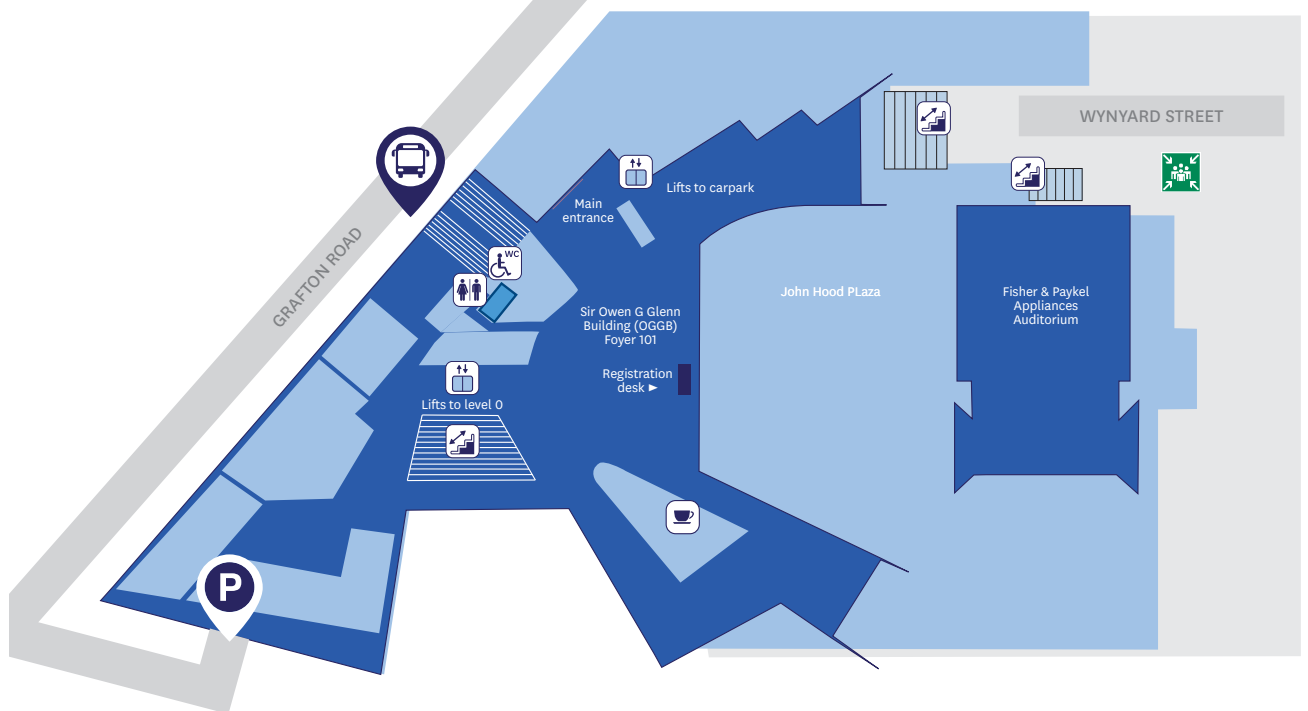 WYNYARD STREET
Lifts to carpark
Main
entrance
WC
GRAFTON ROAD
John Hood PLaza
Fisher & Paykel
Appliances
Auditorium
Sir Owen G Glenn
Building (OGGB)
Foyer 101
Registration
desk ►
Lifts to level 0
P